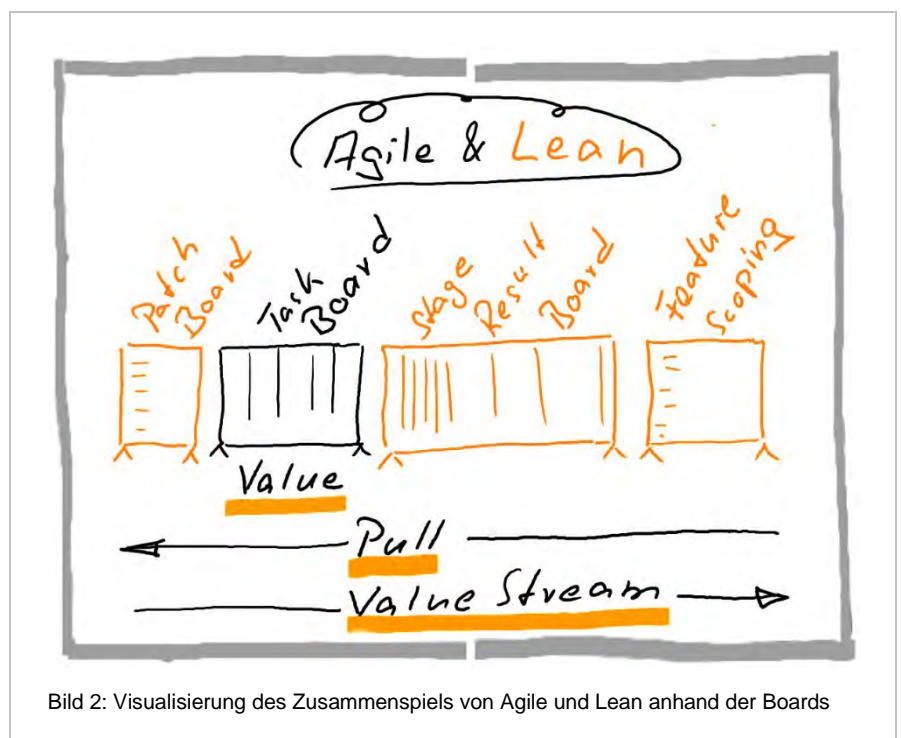 Agile & Lean
Patch
Board
Task
Board
Stage
Result
Board
Feature
Scoping
Value
Pull
Value Stream
Bild 2: Visualisierung des Zusammenspiels von Agile und Lean anhand der Boards